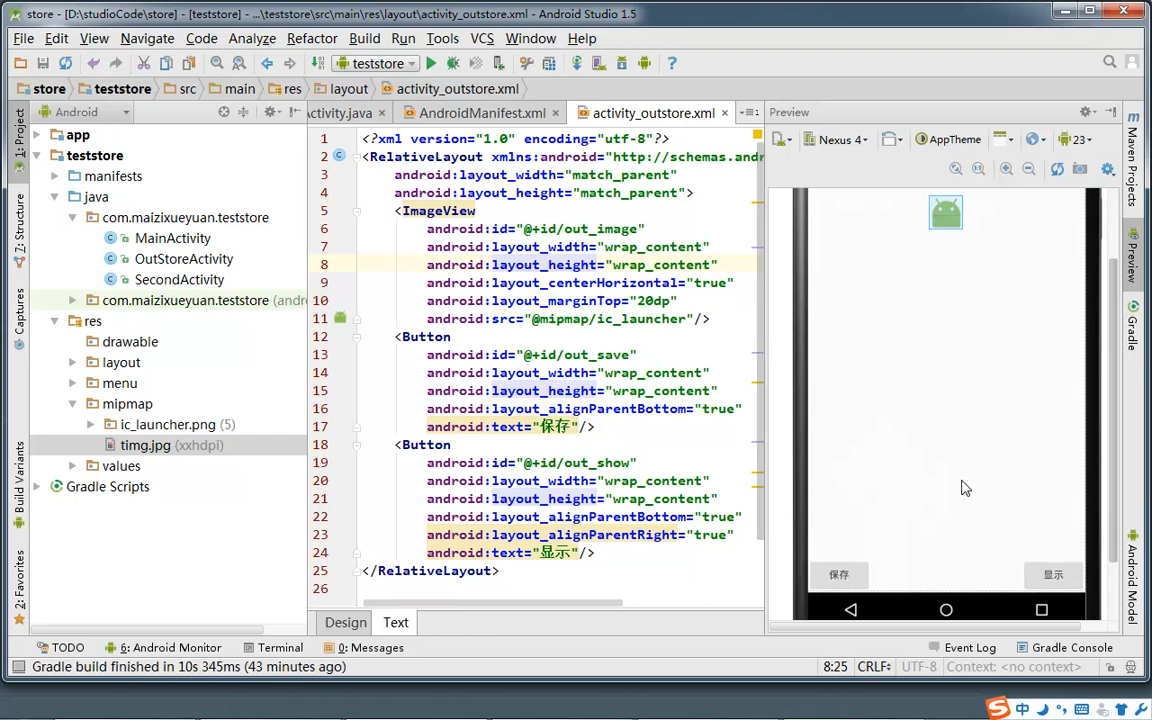 store - [D:\studioCode\store] - [teststore] - ...\teststore\src\main\res\layout\activity_outstore.xml - Android Studio 1.5
File Edit View Navigate Code Analyze Refactor Build Run Tools VCS Window Help
teststore
store teststore src main res layout activity_outstore.xml
Android
Activity.java
AndroidManifest.xml
activity_outstore.xml
Preview
1: Project
7: Structure
Captures
Build Variants
2: Favorites
app
teststore
manifests
java
com.maizixueyuan.teststore
MainActivity
OutStoreActivity
SecondActivity
com.maizixueyuan.teststore (andro
res
drawable
layout
menu
mipmap
ic_launcher.png (5)
timg.jpg (xxhdpi)
values
Gradle Scripts
1 <?xml version="1.0" encoding="utf-8"?>
2 <RelativeLayout xmlns:android="http://schemas.andr
3 android:layout_width="match_parent"
4 android:layout_height="match_parent">
5 <ImageView
6 android:id="@+id/out_image"
7 android:layout_width="wrap_content"
8 android:layout_height="wrap_content"
9 android:layout_centerHorizontal="true"
10 android:layout_marginTop="20dp"
11 android:src="@mipmap/ic_launcher"/>
12 <Button
13 android:id="@+id/out_save"
14 android:layout_width="wrap_content"
15 android:layout_height="wrap_content"
16 android:layout_alignParentBottom="true"
17 android:text="保存"/>
18 <Button
19 android:id="@+id/out_show"
20 android:layout_width="wrap_content"
21 android:layout_height="wrap_content"
22 android:layout_alignParentBottom="true"
23 android:layout_alignParentRight="true"
24 android:text="显示"/>
25 </RelativeLayout>
26
Design Text
Nexus 4 AppTheme 23
保存 显示
Maven Projects
Preview
Gradle
Android Model
TODO 6: Android Monitor Terminal 0: Messages Event Log Gradle Console
Gradle build finished in 10s 345ms (43 minutes ago) 8:25 CRLF UTF-8 Context: <no context>
中